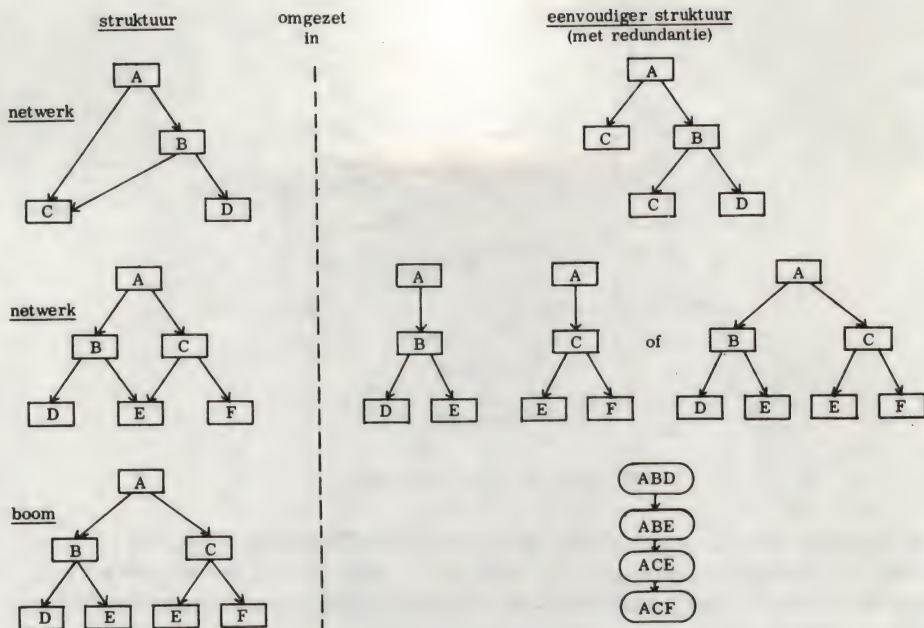 struktuur
omgezet
in
eenvoudiger struktuur
(met redundantie)
netwerk
A
B
C
D
A
C
B
C
D
netwerk
A
B
C
D
E
F
A
B
D
E
A
C
E
F
of
A
B
C
D
E
E
F
boom
A
B
C
D
E
E
F
ABD
ABE
ACE
ACF